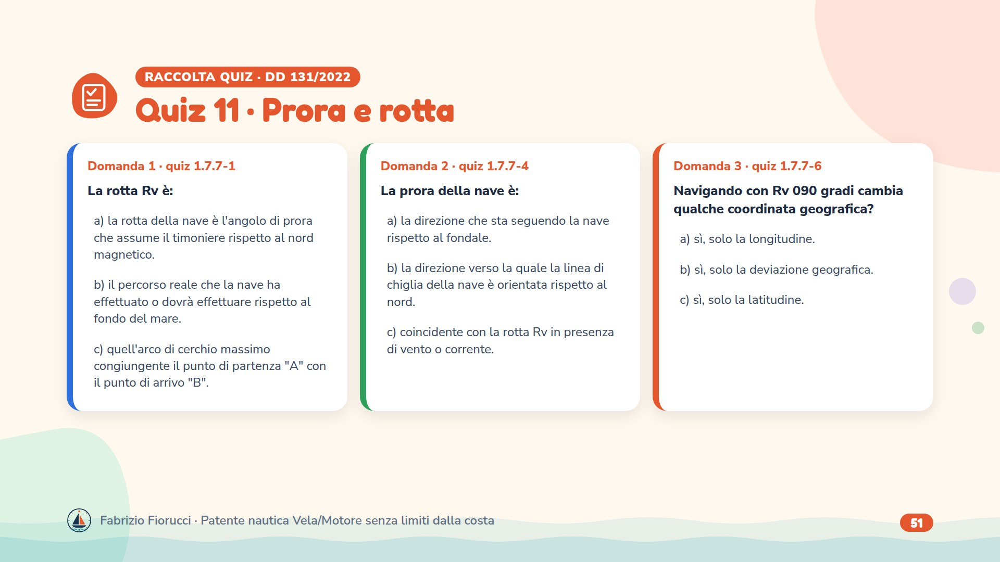 RACCOLTA QUIZ · DD 131/2022
Quiz 11 · Prora e rotta
Domanda 1 · quiz 1.7.7-1
La rotta Rv è:
a) la rotta della nave è l'angolo di prora
che assume il timoniere rispetto al nord
magnetico.
b) il percorso reale che la nave ha
effettuato o dovrà effettuare rispetto al
fondo del mare.
c) quell'arco di cerchio massimo
congiungente il punto di partenza "A" con
il punto di arrivo "B".
Domanda 2 · quiz 1.7.7-4
La prora della nave è:
a) la direzione che sta seguendo la nave
rispetto al fondale.
b) la direzione verso la quale la linea di
chiglia della nave è orientata rispetto al
nord.
c) coincidente con la rotta Rv in presenza
di vento o corrente.
Domanda 3 · quiz 1.7.7-6
Navigando con Rv 090 gradi cambia
qualche coordinata geografica?
a) sì, solo la longitudine.
b) sì, solo la deviazione geografica.
c) sì, solo la latitudine.
Fabrizio Fiorucci · Patente nautica Vela/Motore senza limiti dalla costa
51